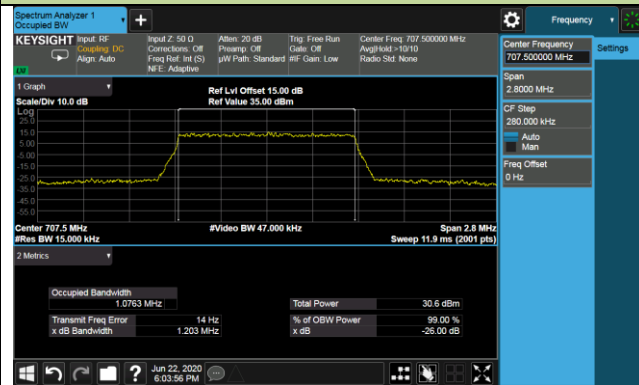 Spectrum Analyzer 1
Occupied BW
Frequency
KEYSIGHT
Input: RF
Coupling: DC
Align: Auto
Input Z: 50 Ω
Corrections: Off
Freq Ref: Int (S)
NFE: Adaptive
Atten: 20 dB
Preamp: Off
µW Path: Standard
Trig: Free Run
Gate: Off
#IF Gain: Low
Center Freq: 707.500000 MHz
Avg|Hold:>10/10
Radio Std: None
Center Frequency
707.500000 MHz
Settings
Span
2.8000 MHz
CF Step
280.000 kHz
Auto
Man
Freq Offset
0 Hz
1 Graph
Scale/Div 10.0 dB
Ref Lvl Offset 15.00 dB
Ref Value 35.00 dBm
Log
25.0
15.0
5.00
-5.00
-15.0
-25.0
-35.0
-45.0
-55.0
Center 707.5 MHz
#Res BW 15.000 kHz
#Video BW 47.000 kHz
Span 2.8 MHz
Sweep 11.9 ms (2001 pts)
2 Metrics
Occupied Bandwidth
1.0763 MHz
Total Power 30.6 dBm
Transmit Freq Error 14 Hz
% of OBW Power 99.00 %
x dB Bandwidth 1.203 MHz
x dB -26.00 dB
?
Jun 22, 2020
6:03:56 PM